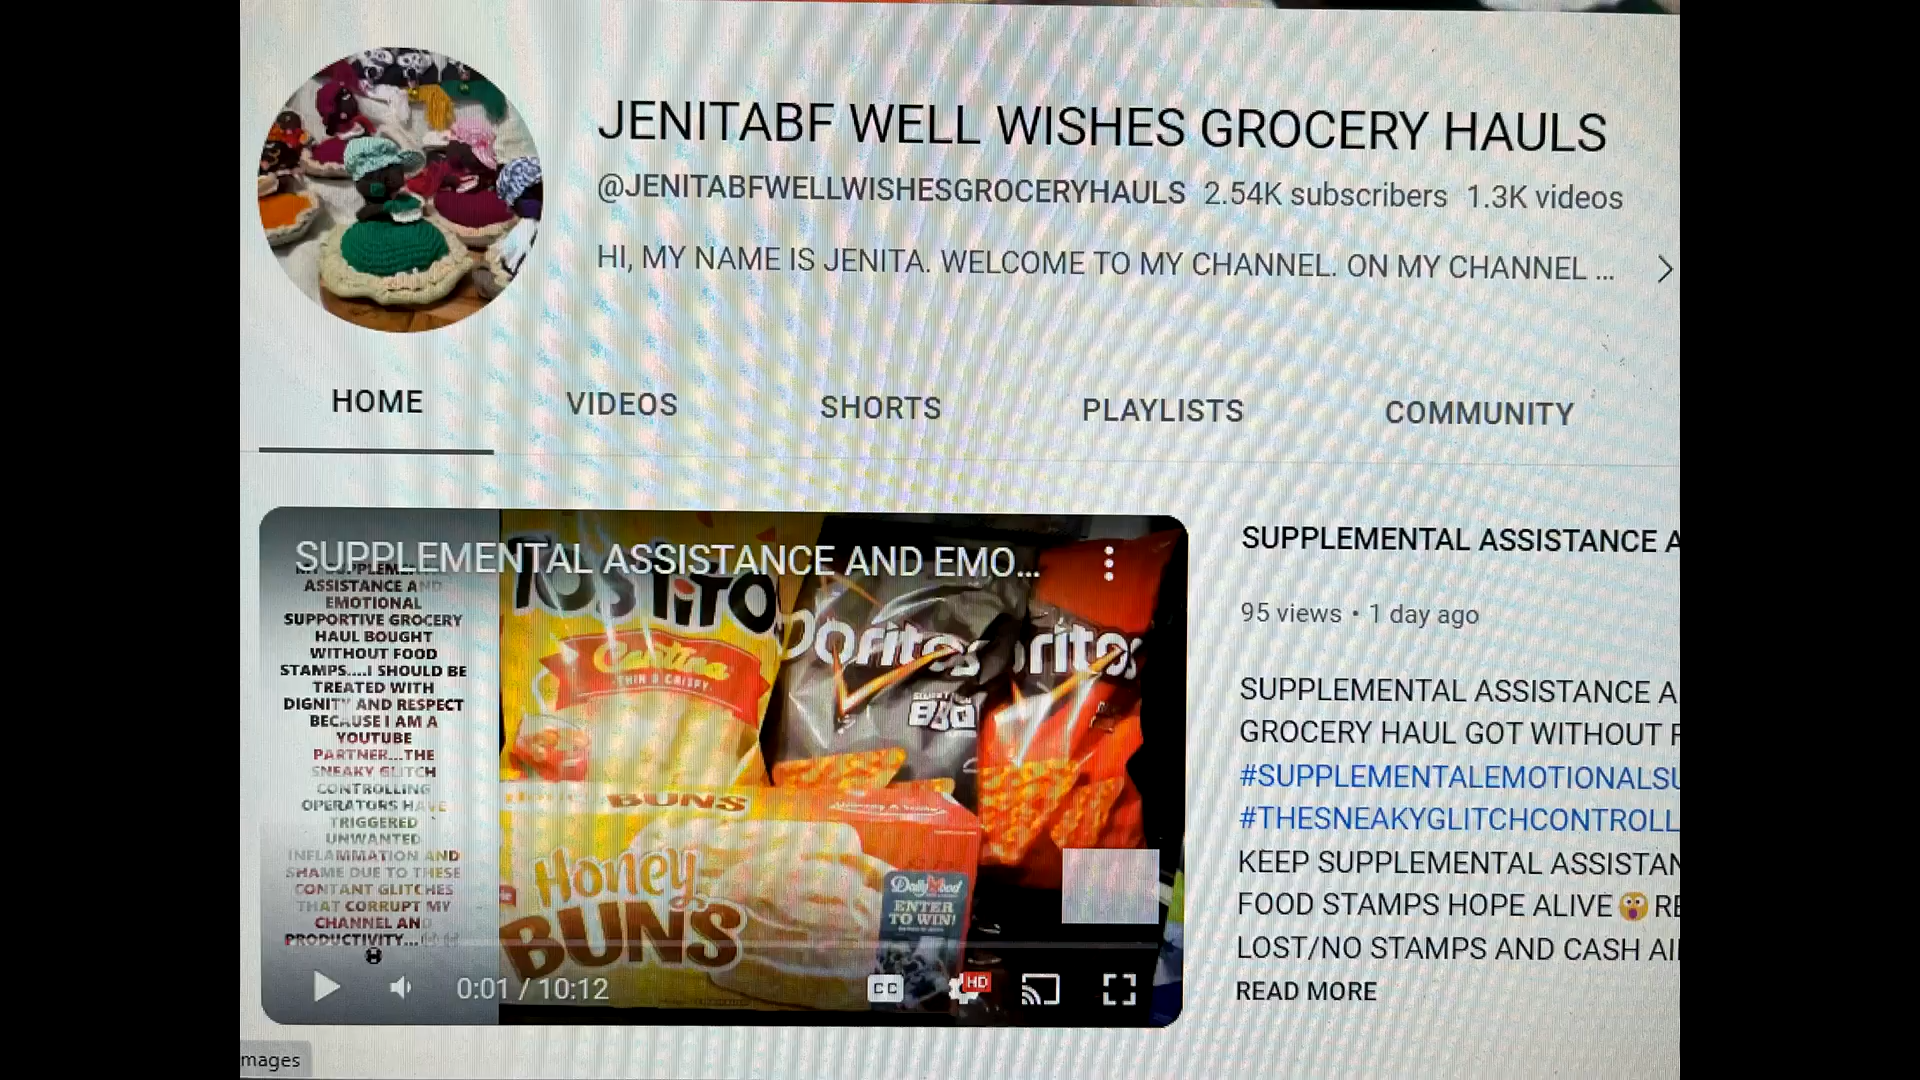 JENITABF WELL WISHES GROCERY HAULS
@JENITABFWELLWISHESGROCERYHAULS 2.54K subscribers 1.3K videos
HI, MY NAME IS JENITA. WELCOME TO MY CHANNEL. ON MY CHANNEL ...
HOME VIDEOS SHORTS PLAYLISTS COMMUNITY
SUPPLEMENTAL ASSISTANCE AND EMO...
ASSISTANCE AND
EMOTIONAL
SUPPORTIVE GROCERY
HAUL BOUGHT
WITHOUT FOOD
STAMPS....I SHOULD BE
TREATED WITH
DIGNITY AND RESPECT
BECAUSE I AM A
YOUTUBE
PARTNER...THE
SNEAKY GLITCH
CONTROLLING
OPERATORS HAVE
TRIGGERED
UNWANTED
INFLAMMATION AND
SHAME DUE TO THESE
CONTANT GLITCHES
THAT CORRUPT MY
CHANNEL AND
PRODUCTIVITY...
TOSTITO
Cantina
THIN & CRISPY
Doritos
BBQ
ritos
BUNS
Honey
BUNS
ENTER
TO WIN!
0:01 / 10:12
CC
HD
SUPPLEMENTAL ASSISTANCE A
95 views • 1 day ago
SUPPLEMENTAL ASSISTANCE A
GROCERY HAUL GOT WITHOUT F
#SUPPLEMENTALEMOTIONALSU
#THESNEAKYGLITCHCONTROLL
KEEP SUPPLEMENTAL ASSISTAN
FOOD STAMPS HOPE ALIVE😲RE
LOST/NO STAMPS AND CASH AI
READ MORE
mages